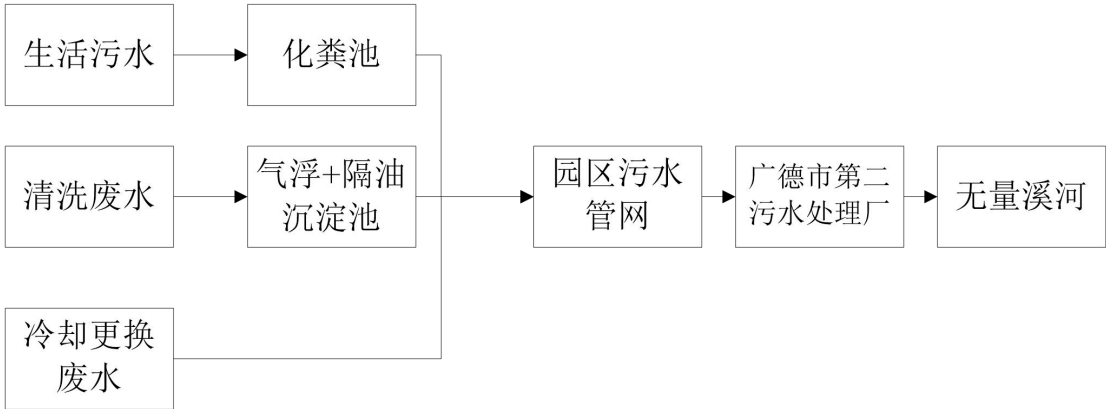 生活污水
化粪池
清洗废水
气浮+隔油
沉淀池
园区污水
管网
广德市第二
污水处理厂
无量溪河
冷却更换
废水